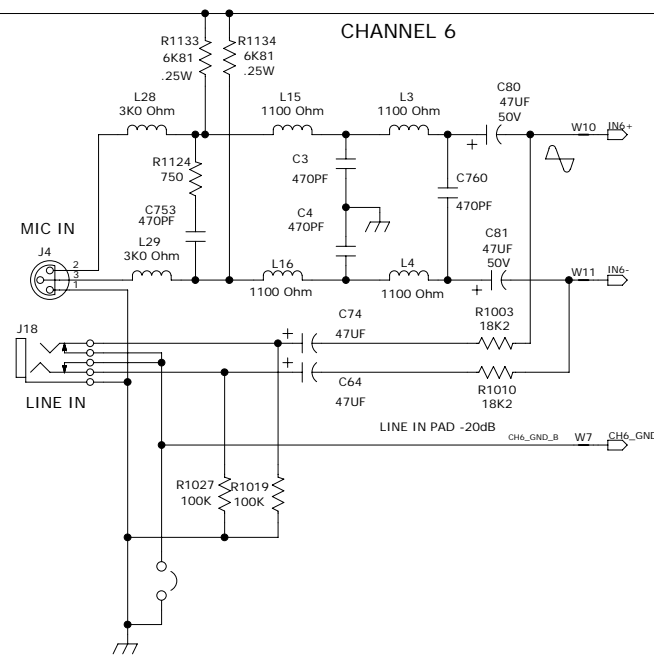 CHANNEL 6
R1133
6K81
.25W
R1134
6K81
.25W
L28
3K0 Ohm
L15
1100 Ohm
L3
1100 Ohm
C80
47UF
50V
W10
IN6+
+
R1124
750
C3
470PF
C760
470PF
C753
470PF
C4
470PF
MIC IN
J4
2
3
1
L29
3K0 Ohm
L16
1100 Ohm
L4
1100 Ohm
C81
47UF
50V
+
W11
IN6-
J18
LINE IN
+
C74
47UF
R1003
18K2
+
C64
47UF
R1010
18K2
LINE IN PAD -20dB
CH6_GND_B
W7
CH6_GND
R1027
100K
R1019
100K